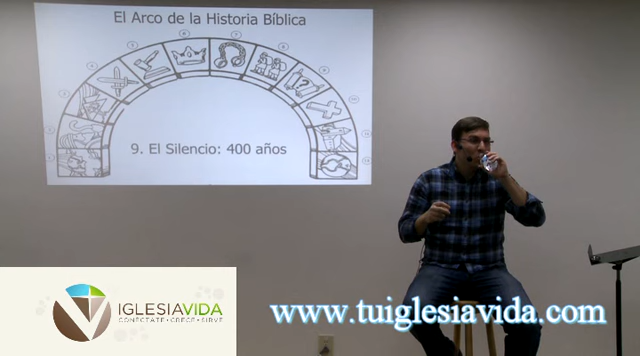 El Arco de la Historia Bíblica
9. El Silencio: 400 años
IGLESIAVIDA
CONÉCTATE • CRECE • SIRVE
www.tuiglesiavida.com